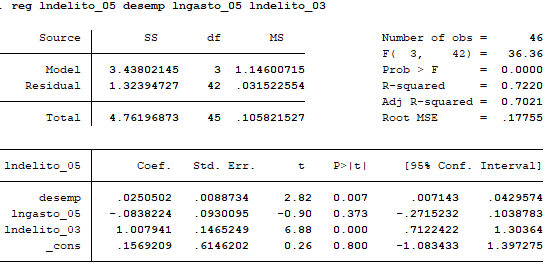 . reg lndelito_05 desemp lngasto_05 lndelito_03
Source SS df MS Number of obs = 46
F( 3, 42) = 36.36
Model 3.43802145 3 1.14600715 Prob > F = 0.0000
Residual 1.32394727 42 .031522554 R-squared = 0.7220
Adj R-squared = 0.7021
Total 4.76196873 45 .105821527 Root MSE = .17755
lndelito_05 Coef. Std. Err. t P>|t| [95% Conf. Interval]
desemp .0250502 .0088734 2.82 0.007 .007143 .0429574
lngasto_05 -.0838224 .0930095 -0.90 0.373 -.2715232 .1038783
lndelito_03 1.007941 .1465249 6.88 0.000 .7122422 1.30364
_cons .1569209 .6146202 0.26 0.800 -1.083433 1.397275